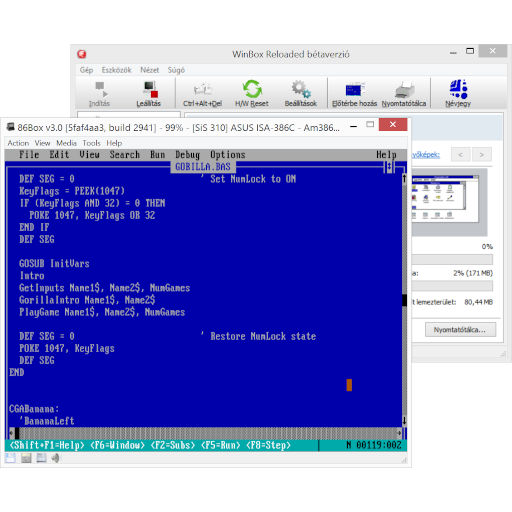 WinBox Reloaded bétaverzió
Gép Eszközök Nézet Súgó
Indítás Leállítás Ctrl+Alt+Del H/W Reset Beállítások Előtérbe hozás Nyomtatótálca Névjegy
86Box v3.0 [5faf4aa3, build 2941] - 99% - [SiS 310] ASUS ISA-386C - Am386...
Action View Media Tools Help
File Edit View Search Run Debug Options Help
GORILLA.BAS
DEF SEG = 0 ' Set NumLock to ON
KeyFlags = PEEK(1047)
IF (KeyFlags AND 32) = 0 THEN
POKE 1047, KeyFlags OR 32
END IF
DEF SEG
GOSUB InitVars
Intro
GetInputs Name1$, Name2$, NumGames
GorillaIntro Name1$, Name2$
PlayGame Name1$, Name2$, NumGames
DEF SEG = 0 ' Restore NumLock state
POKE 1047, KeyFlags
DEF SEG
END
CGABanana:
'BananaLeft
<Shift+F1=Help> <F6=Window> <F2=Subs> <F5=Run> <F8=Step> N 00119:002
képek:
0%
2% (171 MB)
lemezterület: 80,44 MB
Nyomtatótálca...